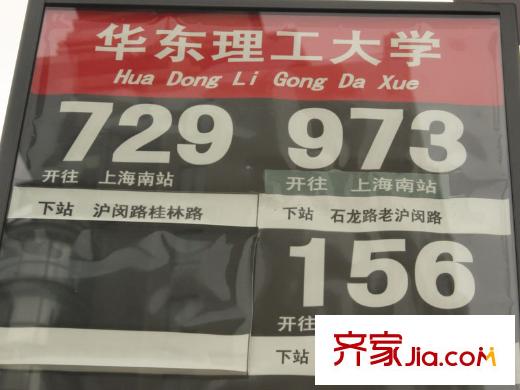 华东理工大学
Hua Dong Li Gong Da Xue
729 973
开往 上海南站 开往 上海南站
下站 沪闵路桂林路 下站 石龙路老沪闵路
156
开往
下站
齐家jia.com